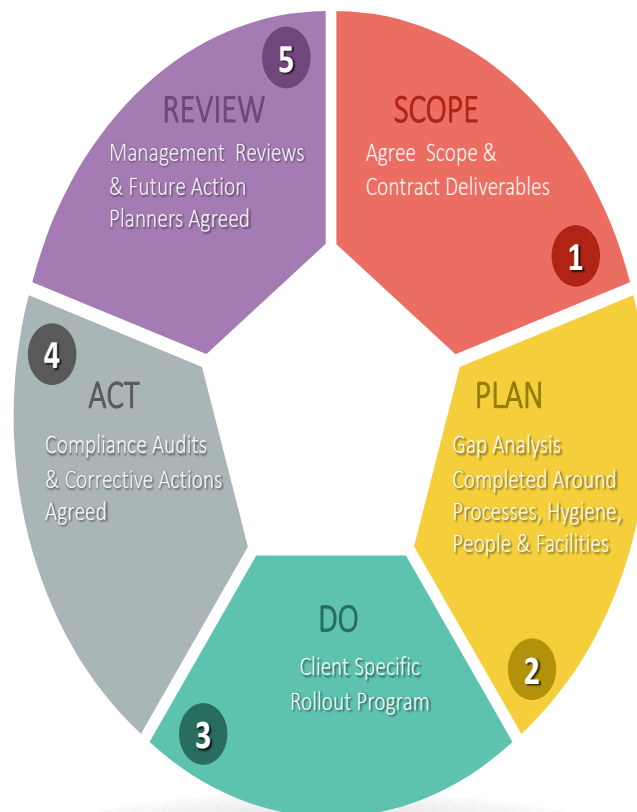 1
SCOPE
Agree Scope &
Contract Deliverables
2
PLAN
Gap Analysis
Completed Around
Processes, Hygiene,
People & Facilities
3
DO
Client Specific
Rollout Program
4
ACT
Compliance Audits
& Corrective Actions
Agreed
5
REVIEW
Management Reviews
& Future Action
Planners Agreed